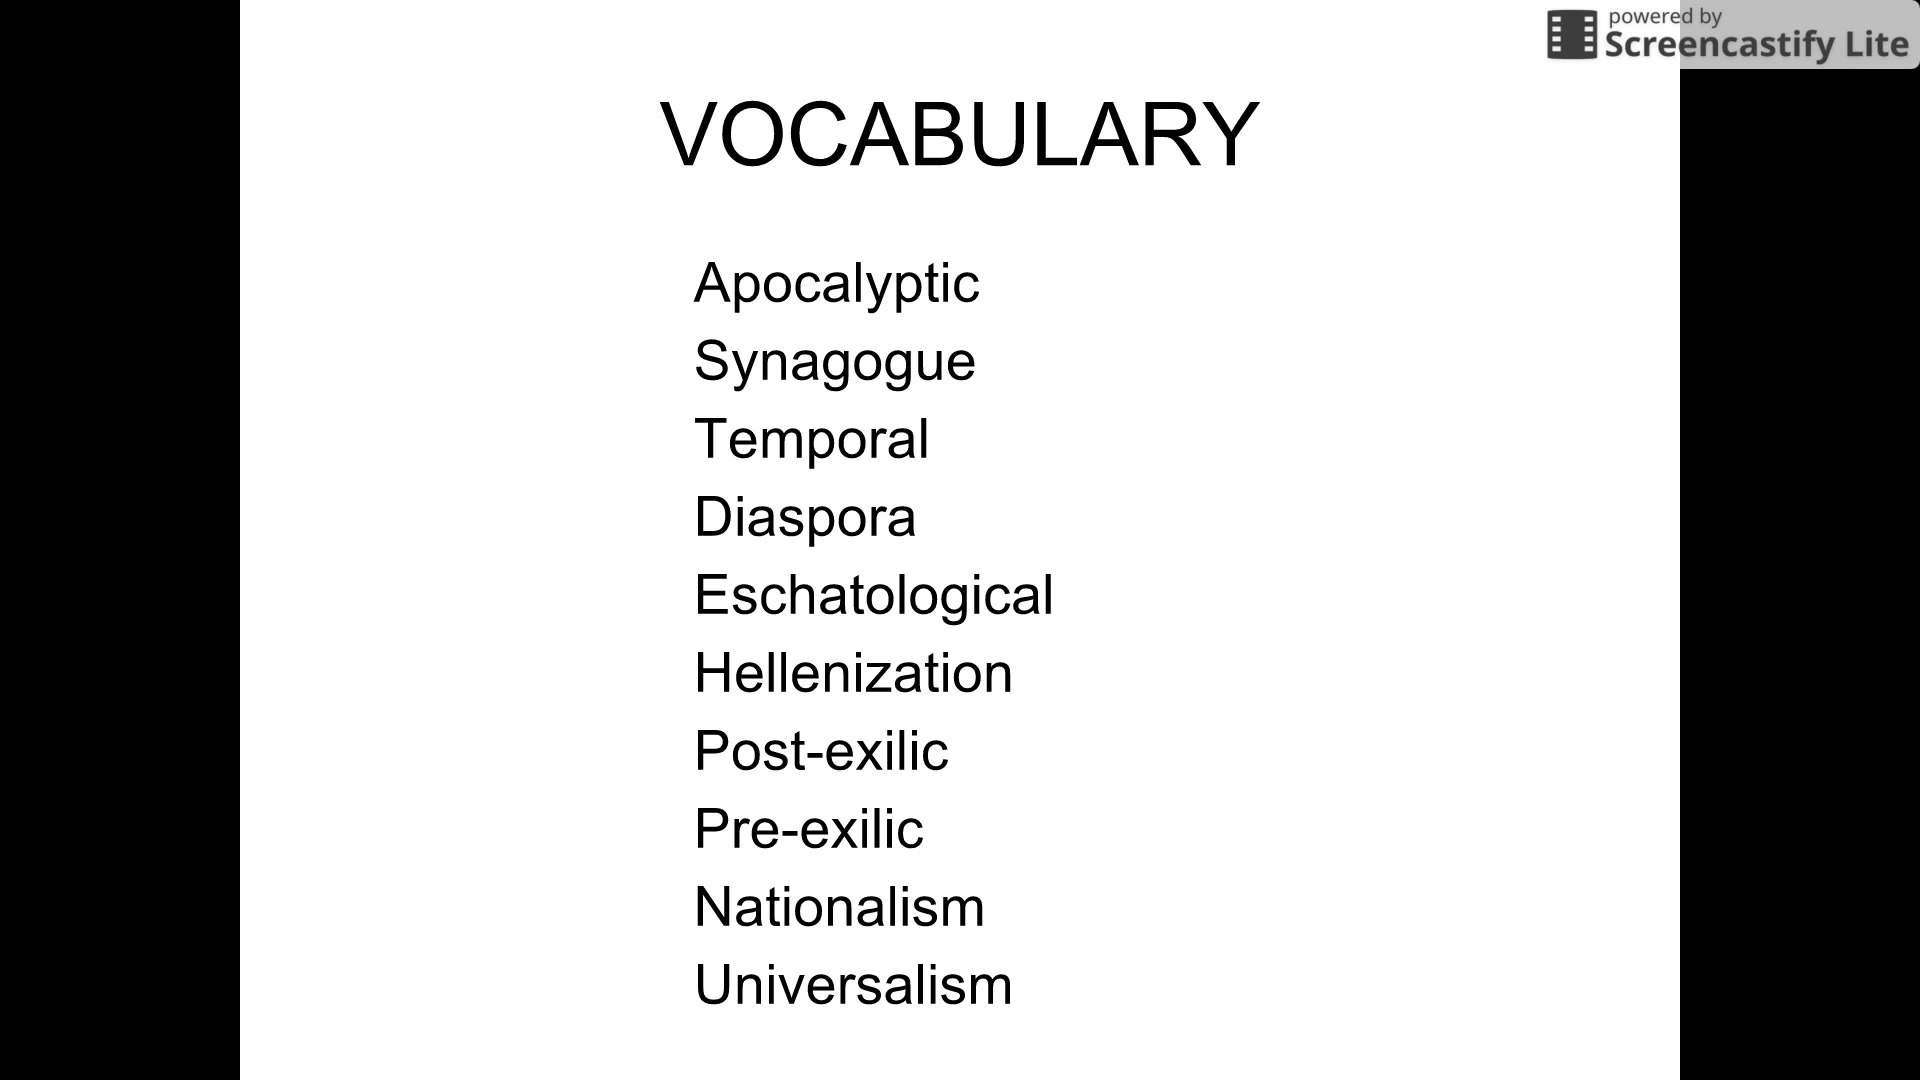 powered by
Screencastify Lite
VOCABULARY
Apocalyptic
Synagogue
Temporal
Diaspora
Eschatological
Hellenization
Post-exilic
Pre-exilic
Nationalism
Universalism